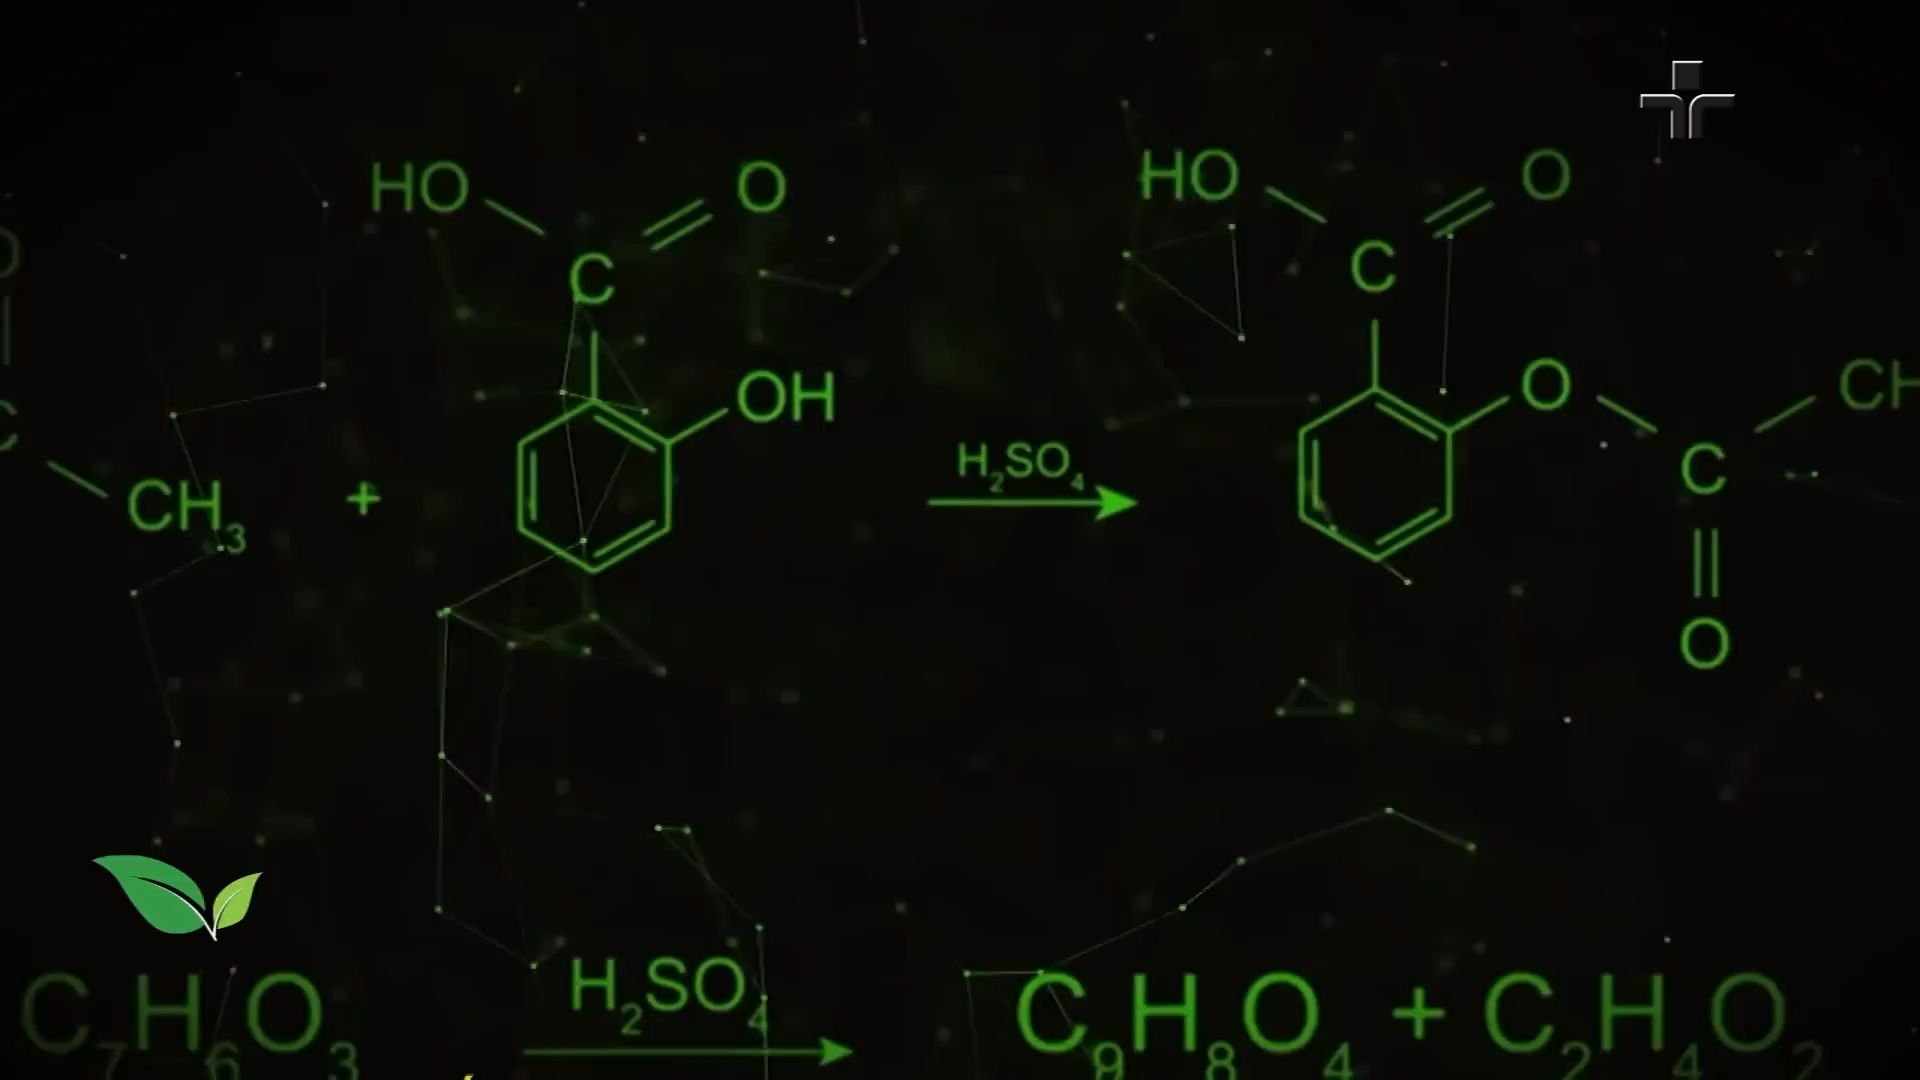 HO O HO O
C C
O OH O CH
H₂SO₄
C C
CH₃ +
O
H₂SO₄
C₇H₆O₃ C₉H₈O₄ + C₂H₄O₂